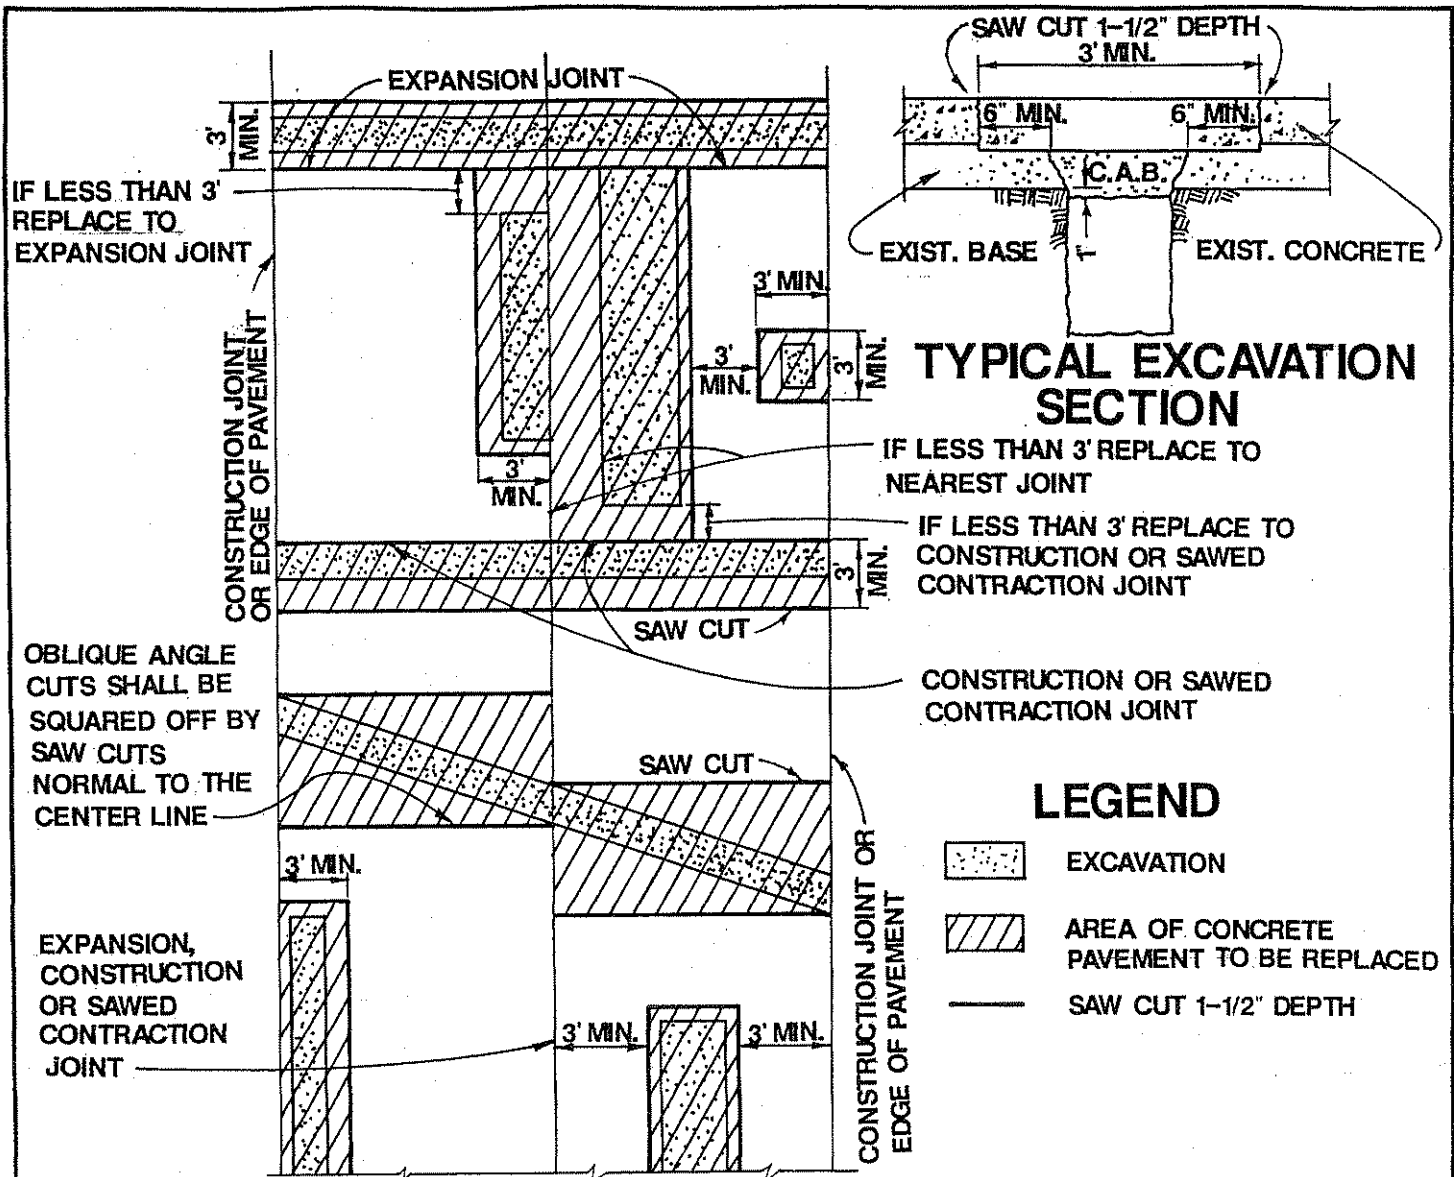 SAW CUT 1-1/2" DEPTH
3' MIN.
EXPANSION JOINT
3'
MIN.
6" MIN.
6" MIN.
C.A.B.
1"
EXIST. BASE
EXIST. CONCRETE
TYPICAL EXCAVATION
SECTION
IF LESS THAN 3'
REPLACE TO
EXPANSION JOINT
CONSTRUCTION JOINT
OR EDGE OF PAVEMENT
3' MIN.
3'
MIN.
3'
MIN.
3'
MIN.
IF LESS THAN 3' REPLACE TO
NEAREST JOINT
IF LESS THAN 3' REPLACE TO
CONSTRUCTION OR SAWED
CONTRACTION JOINT
3'
MIN.
SAW CUT
CONSTRUCTION OR SAWED
CONTRACTION JOINT
OBLIQUE ANGLE
CUTS SHALL BE
SQUARED OFF BY
SAW CUTS
NORMAL TO THE
CENTER LINE
SAW CUT
3' MIN.
EXPANSION,
CONSTRUCTION
OR SAWED
CONTRACTION
JOINT
3' MIN.
3' MIN.
CONSTRUCTION JOINT OR
EDGE OF PAVEMENT
LEGEND
EXCAVATION
AREA OF CONCRETE
PAVEMENT TO BE REPLACED
SAW CUT 1-1/2" DEPTH